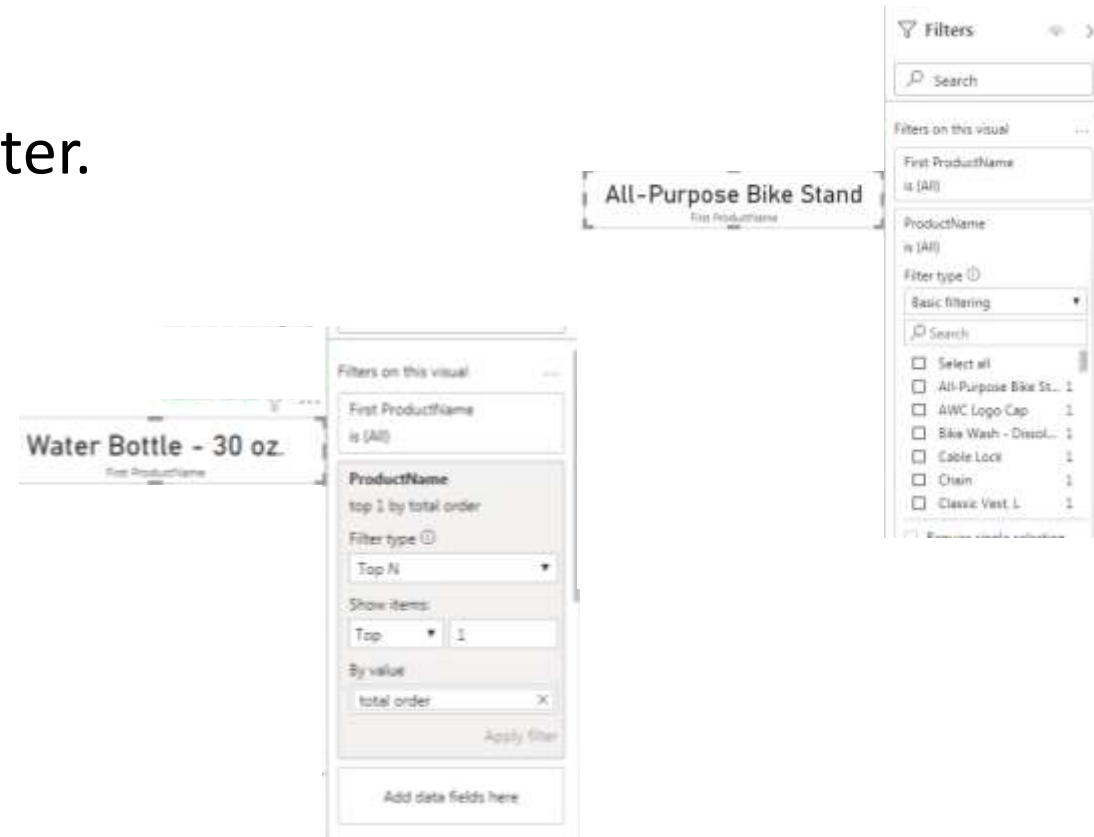 ter.
Filters
Search
Filters on this visual
First ProductName
is (All)
ProductName
is (All)
Filter type
Basic filtering
Search
Select all
All-Purpose Bike St... 1
AWC Logo Cap 1
Bike Wash - Dissol... 1
Cable Lock 1
Chain 1
Classic Vest, L 1
Require single selection
All-Purpose Bike Stand
First ProductName
Water Bottle - 30 oz.
First ProductName
Filters on this visual
First ProductName
is (All)
ProductName
top 1 by total order
Filter type
Top N
Show items
Top 1
By value
total order
Apply filter
Add data fields here